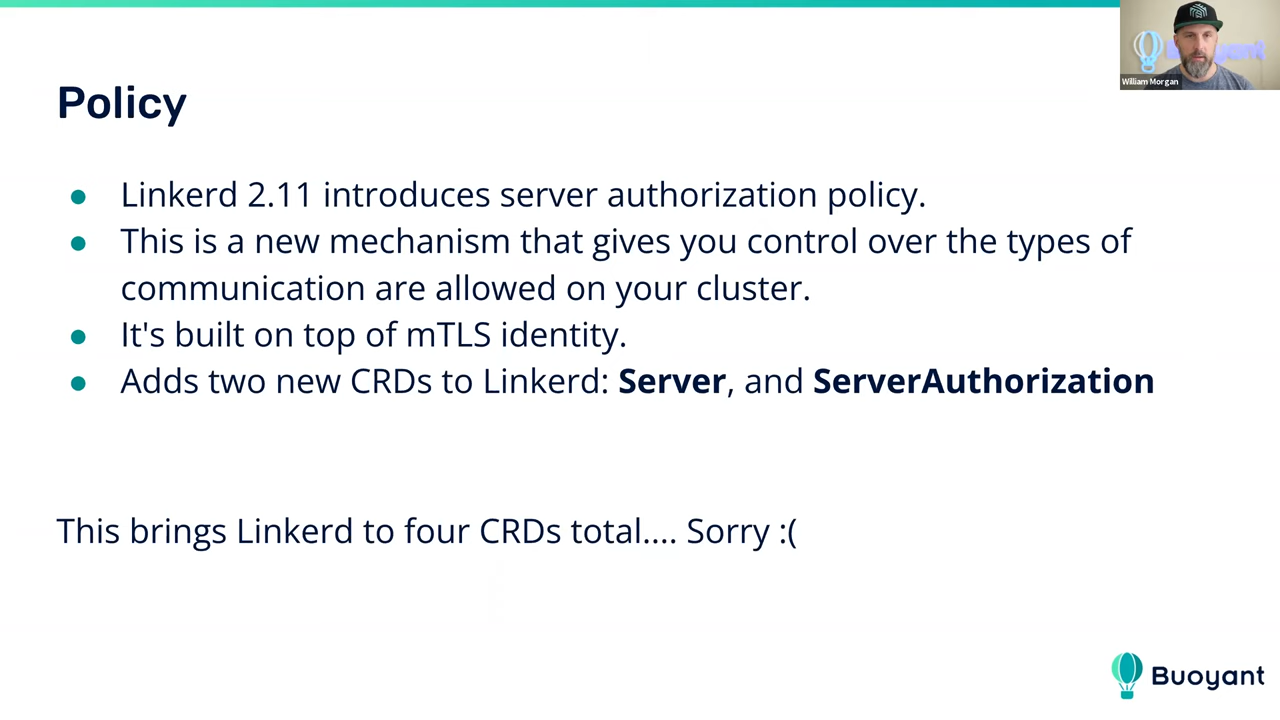 Buoyant
William Morgan
Policy
● Linkerd 2.11 introduces server authorization policy.
● This is a new mechanism that gives you control over the types of
communication are allowed on your cluster.
● It's built on top of mTLS identity.
● Adds two new CRDs to Linkerd: Server, and ServerAuthorization
This brings Linkerd to four CRDs total.... Sorry :(
Buoyant